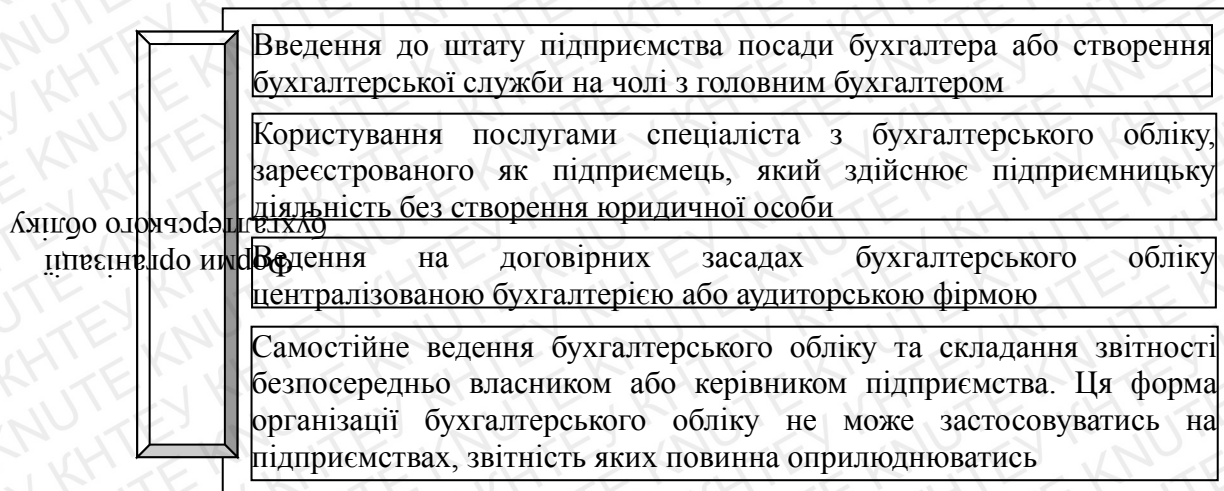 форми організації
бухгалтерського обліку
Введення до штату підприємства посади бухгалтера або створення
бухгалтерської служби на чолі з головним бухгалтером
Користування послугами спеціаліста з бухгалтерського обліку,
зареєстрованого як підприємець, який здійснює підприємницьку
діяльність без створення юридичної особи
Ведення на договірних засадах бухгалтерського обліку
централізованою бухгалтерією або аудиторською фірмою
Самостійне ведення бухгалтерського обліку та складання звітності
безпосередньо власником або керівником підприємства. Ця форма
організації бухгалтерського обліку не може застосовуватись на
підприємствах, звітність яких повинна оприлюднюватись